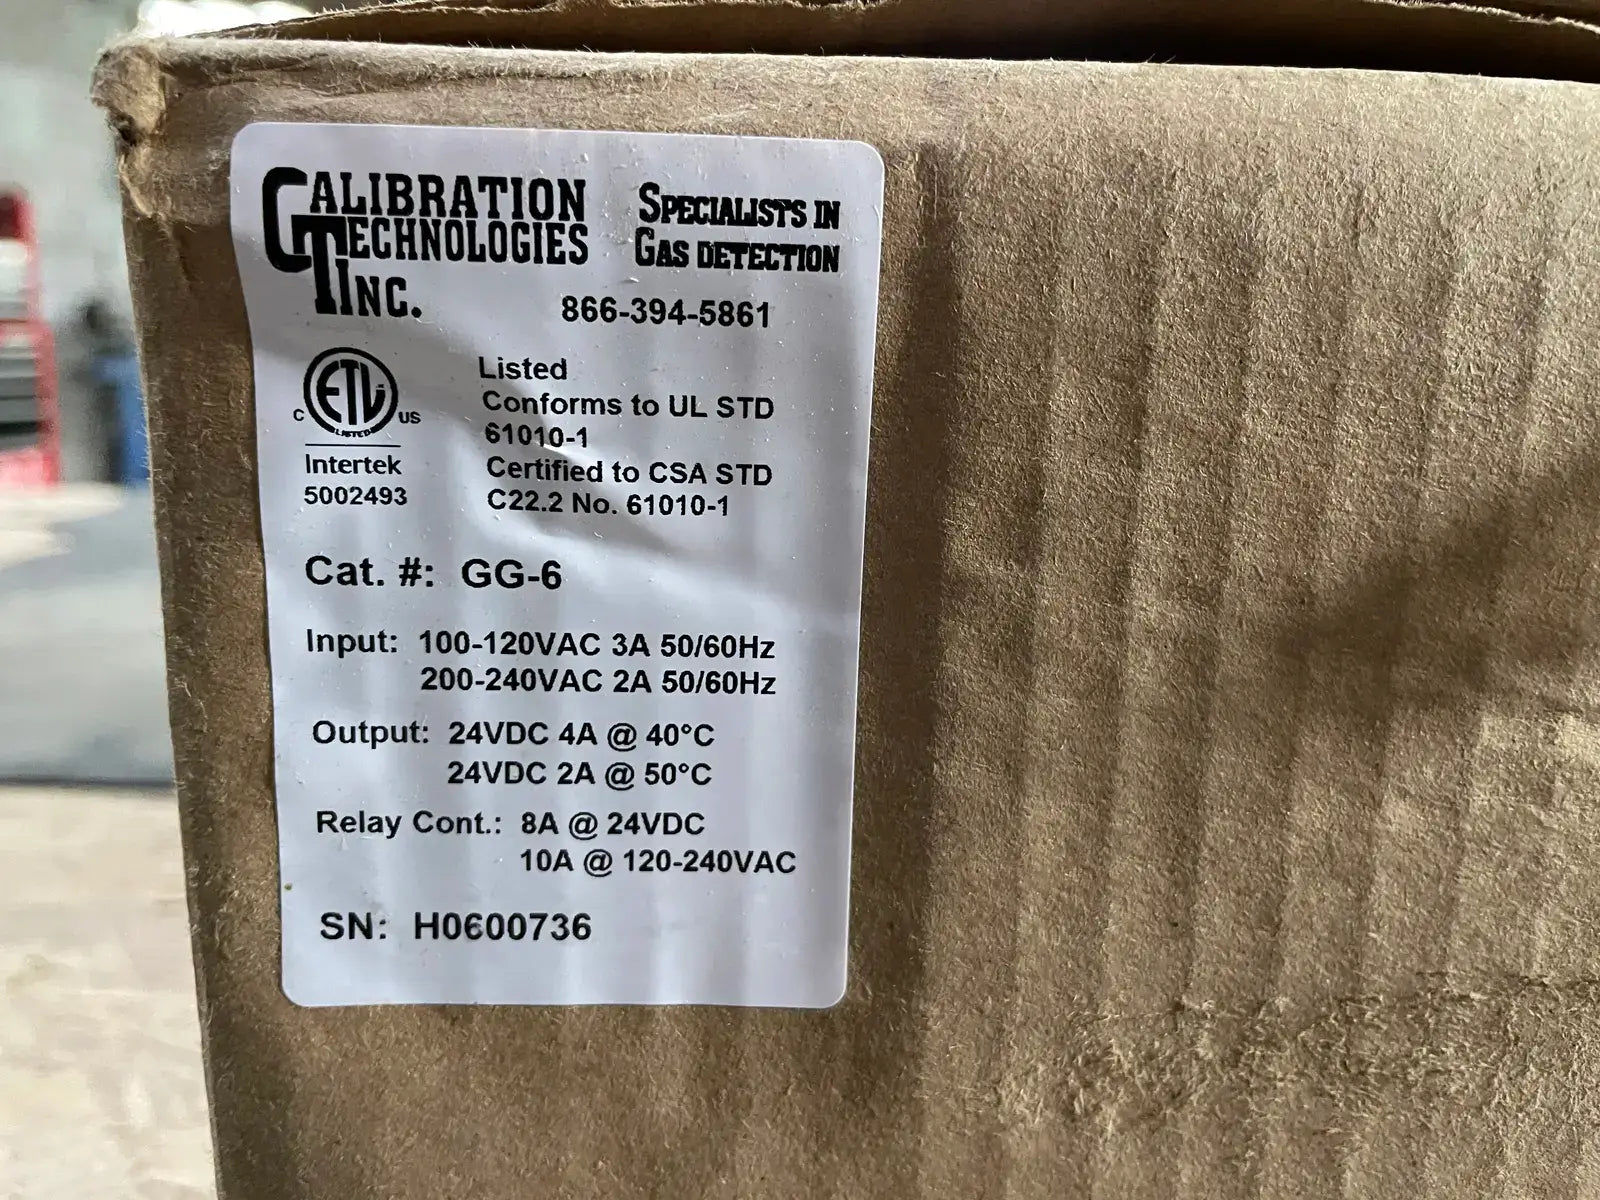 CALIBRATION
TECHNOLOGIES
INC.
SPECIALISTS IN
GAS DETECTION
866-394-5861
ETL
LISTED
C
US
Intertek
5002493
Listed
Conforms to UL STD
61010-1
Certified to CSA STD
C22.2 No. 61010-1
Cat. #: GG-6
Input: 100-120VAC 3A 50/60Hz
200-240VAC 2A 50/60Hz
Output: 24VDC 4A @ 40°C
24VDC 2A @ 50°C
Relay Cont.: 8A @ 24VDC
10A @ 120-240VAC
SN: H0600736